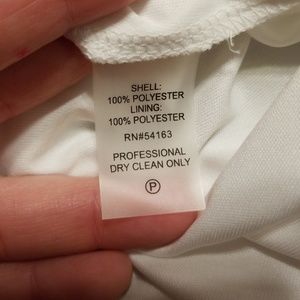 SHELL:
100% POLYESTER
LINING:
100% POLYESTER
RN#54163
PROFESSIONAL
DRY CLEAN ONLY
P